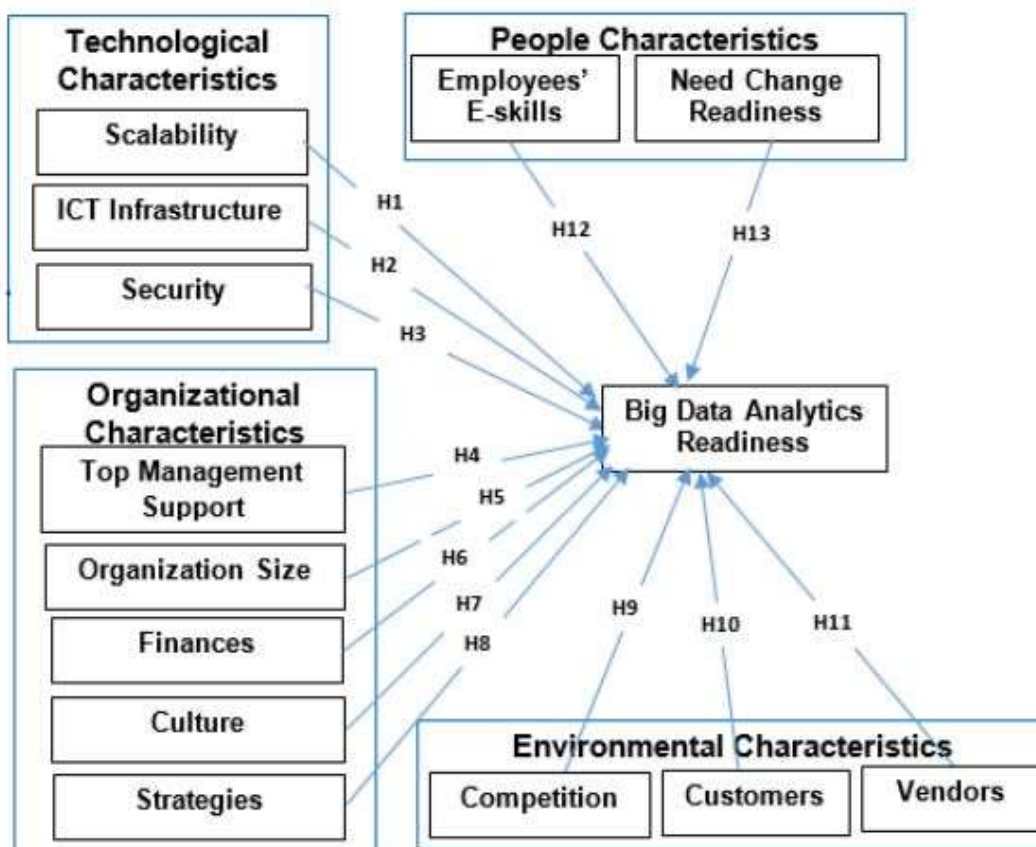 Technological
Characteristics
Scalability
ICT Infrastructure
Security
People Characteristics
Employees'
E-skills
Need Change
Readiness
H1
H2
H3
H12
H13
Organizational
Characteristics
Top Management
Support
Organization Size
Finances
Culture
Strategies
H4
H5
H6
H7
H8
Big Data Analytics
Readiness
H9
H10
H11
Environmental Characteristics
Competition
Customers
Vendors